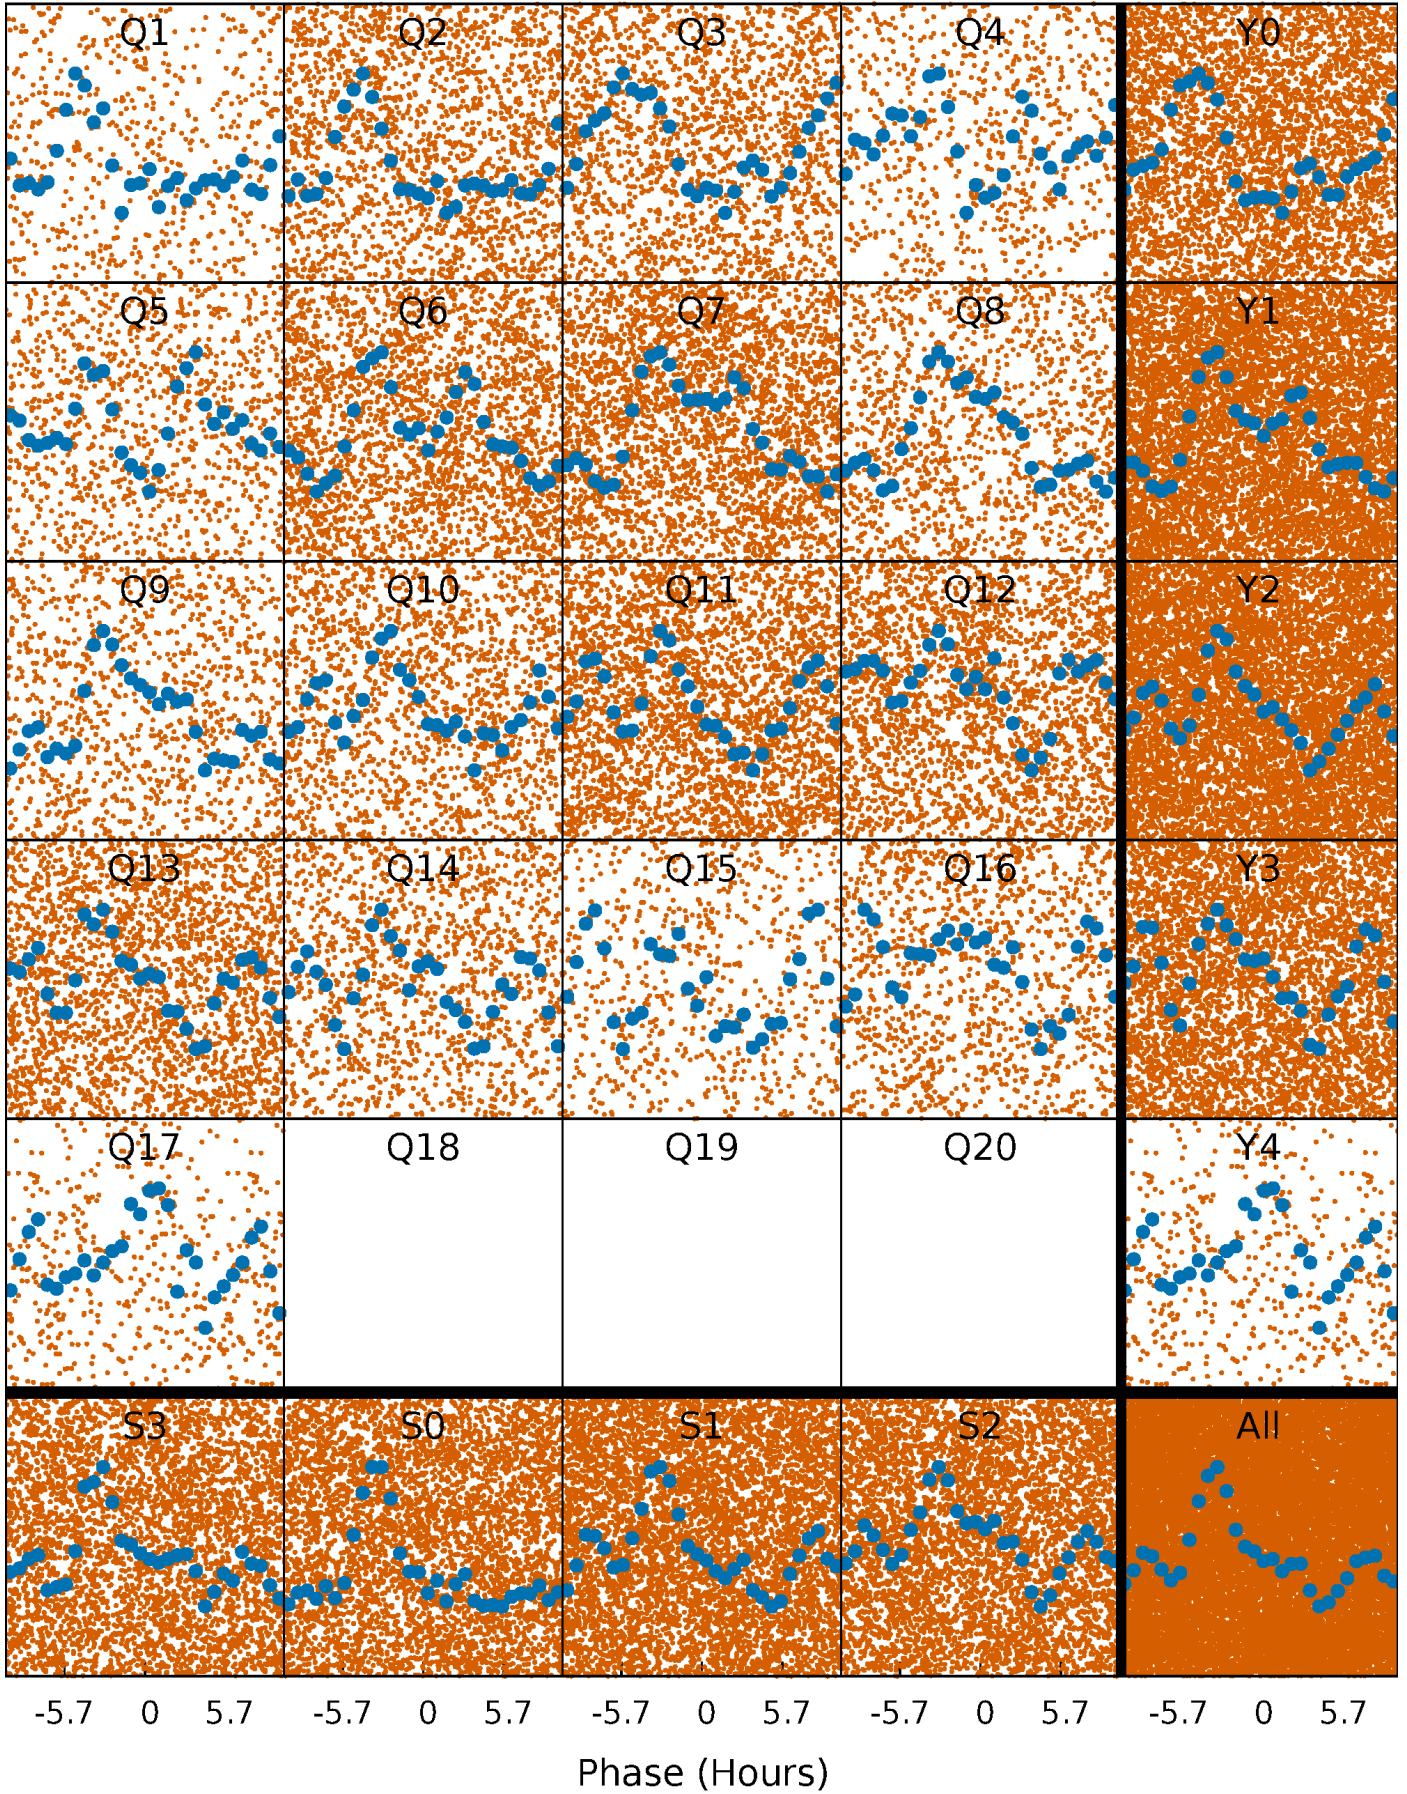 Q1 Q2 Q3 Q4 Y0
Q5 Q6 Q7 Q8 Y1
Q9 Q10 Q11 Q12 Y2
Q13 Q14 Q15 Q16 Y3
Q17 Q18 Q19 Q20 Y4
S3 S0 S1 S2 All
-5.7 0 5.7 -5.7 0 5.7 -5.7 0 5.7 -5.7 0 5.7 -5.7 0 5.7
Phase (Hours)